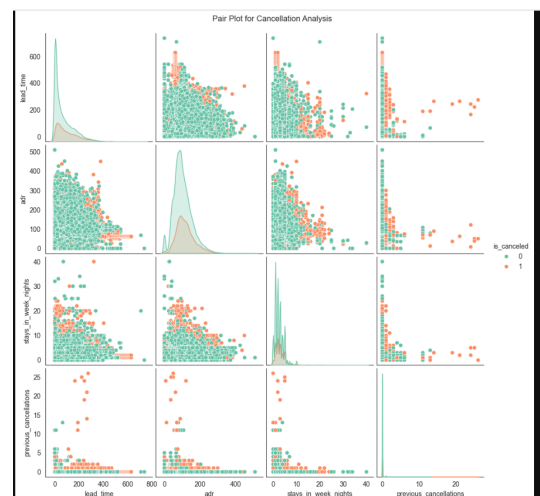 Pair Plot for Cancellation Analysis
lead_time
600
400
200
0
adr
500
400
300
200
100
0
is_canceled
0
1
stays_in_week_nights
40
30
20
10
0
previous_cancellations
25
20
15
10
5
0
0 200 400 600 800
0 200 400
0 10 20 30 40
0 10 20
lead_time
adr
stays_in_week_nights
previous_cancellations